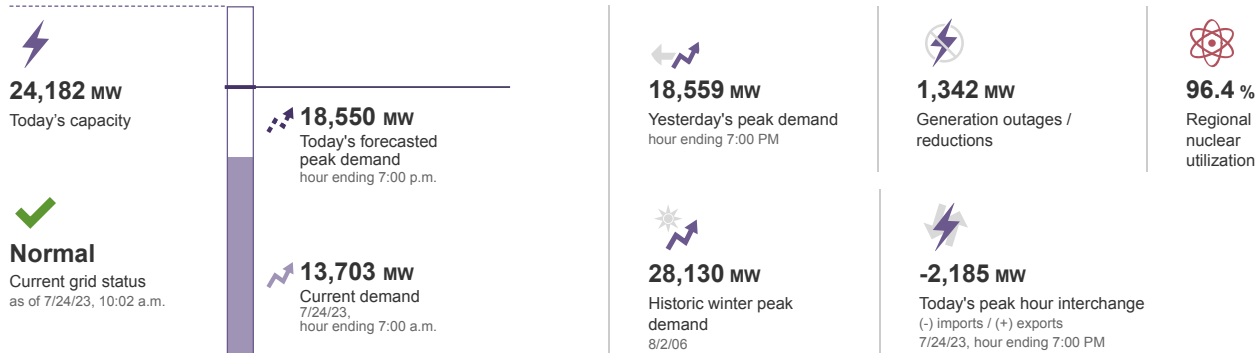 24,182 MW
Today's capacity
Normal
Current grid status
as of 7/24/23, 10:02 a.m.
18,550 MW
Today's forecasted
peak demand
hour ending 7:00 p.m.
13,703 MW
Current demand
7/24/23,
hour ending 7:00 a.m.
18,559 MW
Yesterday's peak demand
hour ending 7:00 PM
1,342 MW
Generation outages /
reductions
96.4 %
Regional
nuclear
utilization
28,130 MW
Historic winter peak
demand
8/2/06
-2,185 MW
Today's peak hour interchange
(-) imports / (+) exports
7/24/23, hour ending 7:00 PM